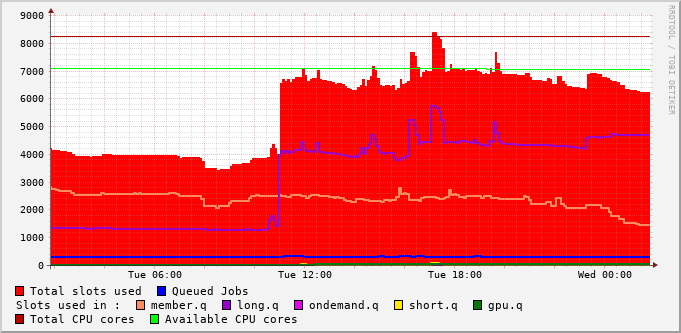 9000
8000
7000
6000
5000
4000
3000
2000
1000
0
Tue 06:00 Tue 12:00 Tue 18:00 Wed 00:00
RRDTOOL / TOBI OETIKER
Total slots used Queued Jobs
Slots used in : member.q long.q ondemand.q short.q gpu.q
Total CPU cores Available CPU cores